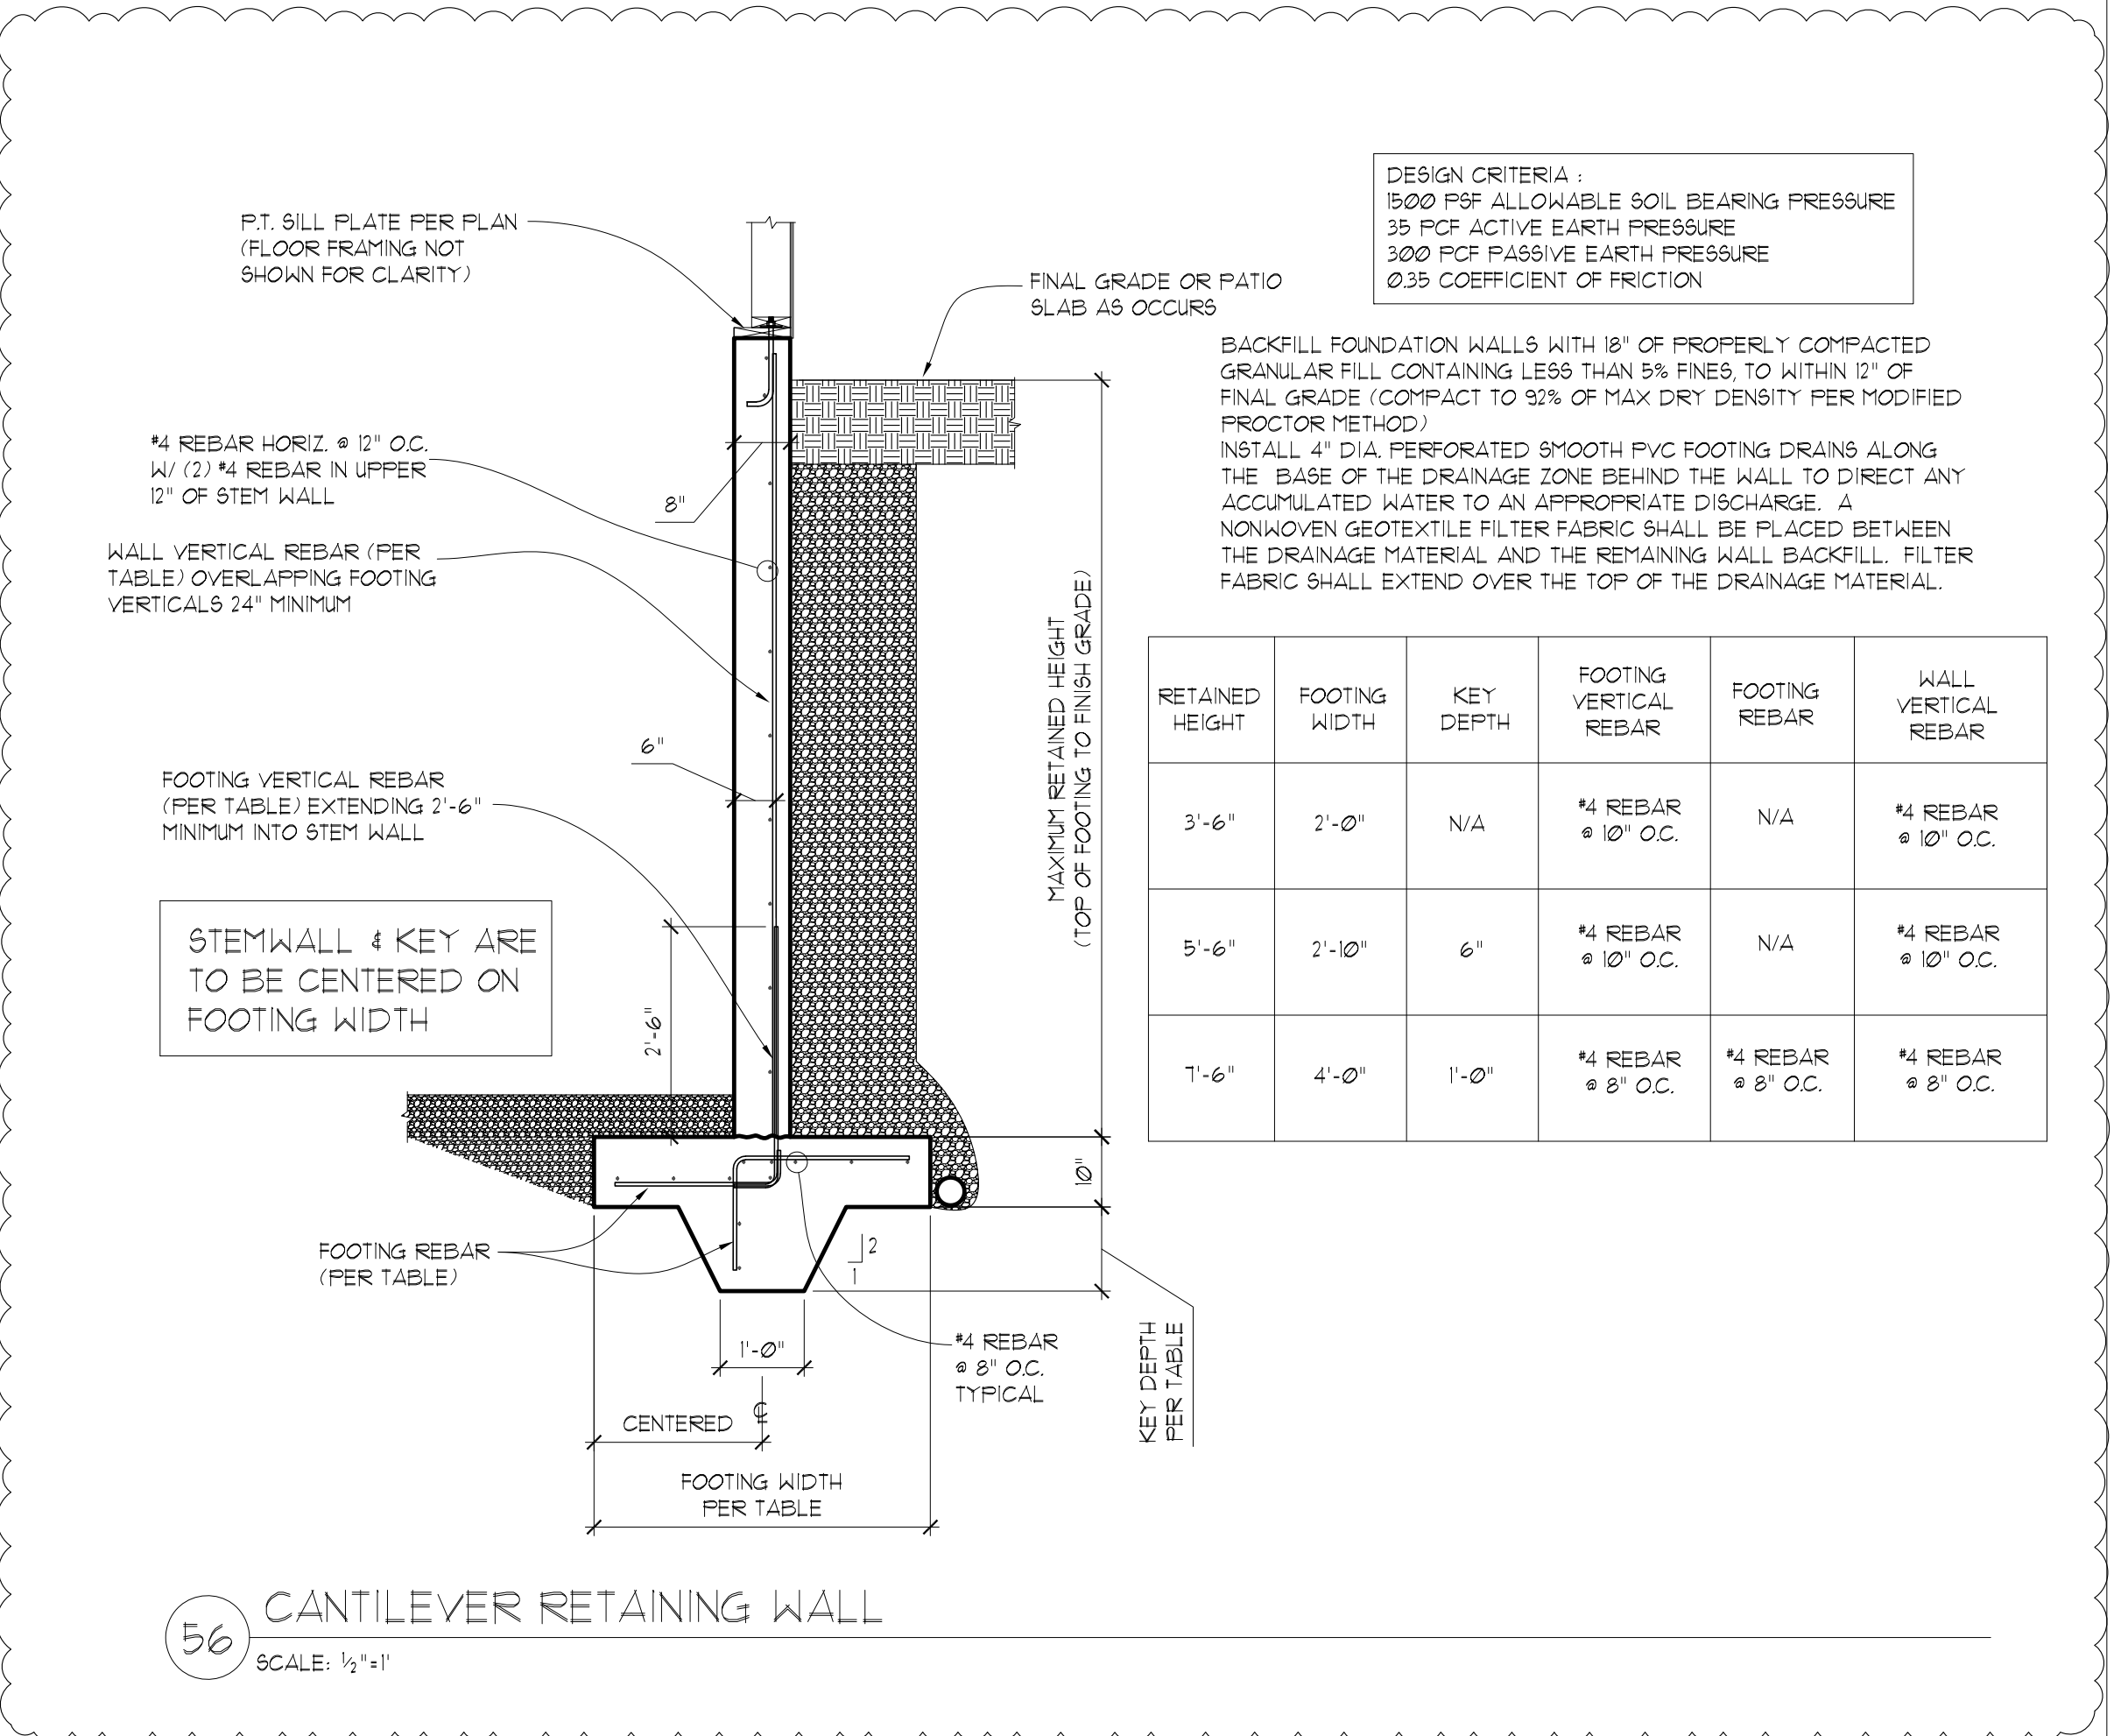 DESIGN CRITERIA :
1500 PSF ALLOWABLE SOIL BEARING PRESSURE
35 PCF ACTIVE EARTH PRESSURE
300 PCF PASSIVE EARTH PRESSURE
0.35 COEFFICIENT OF FRICTION
P.T. SILL PLATE PER PLAN
(FLOOR FRAMING NOT
SHOWN FOR CLARITY)
FINAL GRADE OR PATIO
SLAB AS OCCURS
BACKFILL FOUNDATION WALLS WITH 18" OF PROPERLY COMPACTED
GRANULAR FILL CONTAINING LESS THAN 5% FINES, TO WITHIN 12" OF
FINAL GRADE (COMPACT TO 92% OF MAX DRY DENSITY PER MODIFIED
PROCTOR METHOD)
INSTALL 4" DIA. PERFORATED SMOOTH PVC FOOTING DRAINS ALONG
THE BASE OF THE DRAINAGE ZONE BEHIND THE WALL TO DIRECT ANY
ACCUMULATED WATER TO AN APPROPRIATE DISCHARGE. A
NONWOVEN GEOTEXTILE FILTER FABRIC SHALL BE PLACED BETWEEN
THE DRAINAGE MATERIAL AND THE REMAINING WALL BACKFILL. FILTER
FABRIC SHALL EXTEND OVER THE TOP OF THE DRAINAGE MATERIAL.
#4 REBAR HORIZ. @ 12" O.C.
W/ (2) #4 REBAR IN UPPER
12" OF STEM WALL
8"
WALL VERTICAL REBAR (PER
TABLE) OVERLAPPING FOOTING
VERTICALS 24" MINIMUM
6"
FOOTING VERTICAL REBAR
(PER TABLE) EXTENDING 2'-6"
MINIMUM INTO STEM WALL
MAXIMUM RETAINED HEIGHT
(TOP OF FOOTING TO FINISH GRADE)
STEMWALL & KEY ARE
TO BE CENTERED ON
FOOTING WIDTH
2'-6"
RETAINED
HEIGHT
FOOTING
WIDTH
KEY
DEPTH
FOOTING
VERTICAL
REBAR
FOOTING
REBAR
WALL
VERTICAL
REBAR
3'-6"
2'-0"
N/A
#4 REBAR
@ 10" O.C.
N/A
#4 REBAR
@ 10" O.C.
5'-6"
2'-10"
6"
#4 REBAR
@ 10" O.C.
N/A
#4 REBAR
@ 10" O.C.
7'-6"
4'-0"
1'-0"
#4 REBAR
@ 8" O.C.
#4 REBAR
@ 8" O.C.
#4 REBAR
@ 8" O.C.
10"
FOOTING REBAR
(PER TABLE)
2
1
1'-0"
#4 REBAR
@ 8" O.C.
TYPICAL
KEY DEPTH
PER TABLE
CENTERED
℄
FOOTING WIDTH
PER TABLE
56
CANTILEVER RETAINING WALL
SCALE: 1/2"=1'